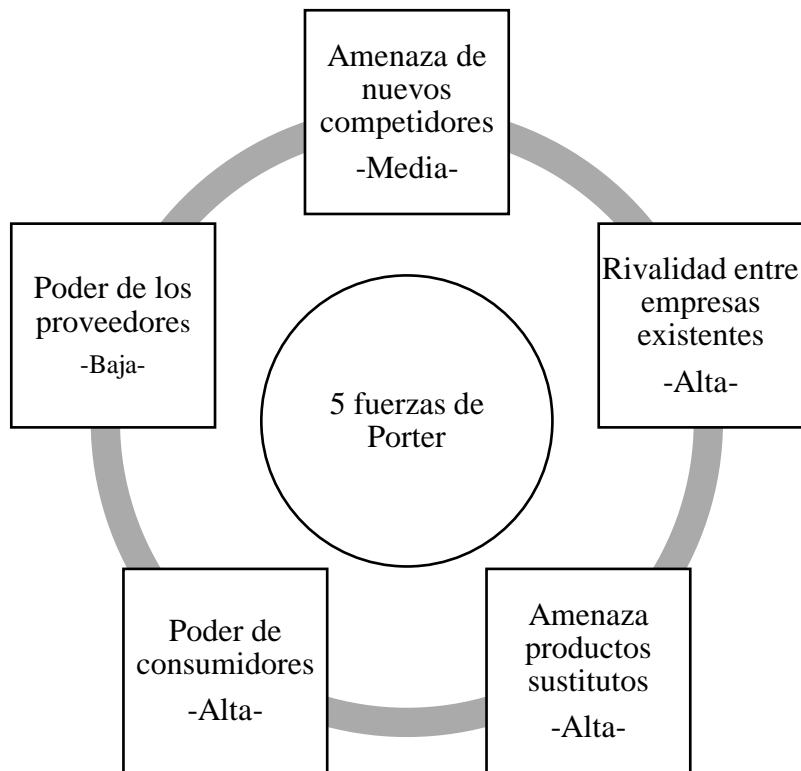 Amenaza de
nuevos
competidores
-Media-
Rivalidad entre
empresas
existentes
-Alta-
Amenaza
productos
sustitutos
-Alta-
Poder de
consumidores
-Alta-
Poder de los
proveedores
-Baja-
5 fuerzas de
Porter